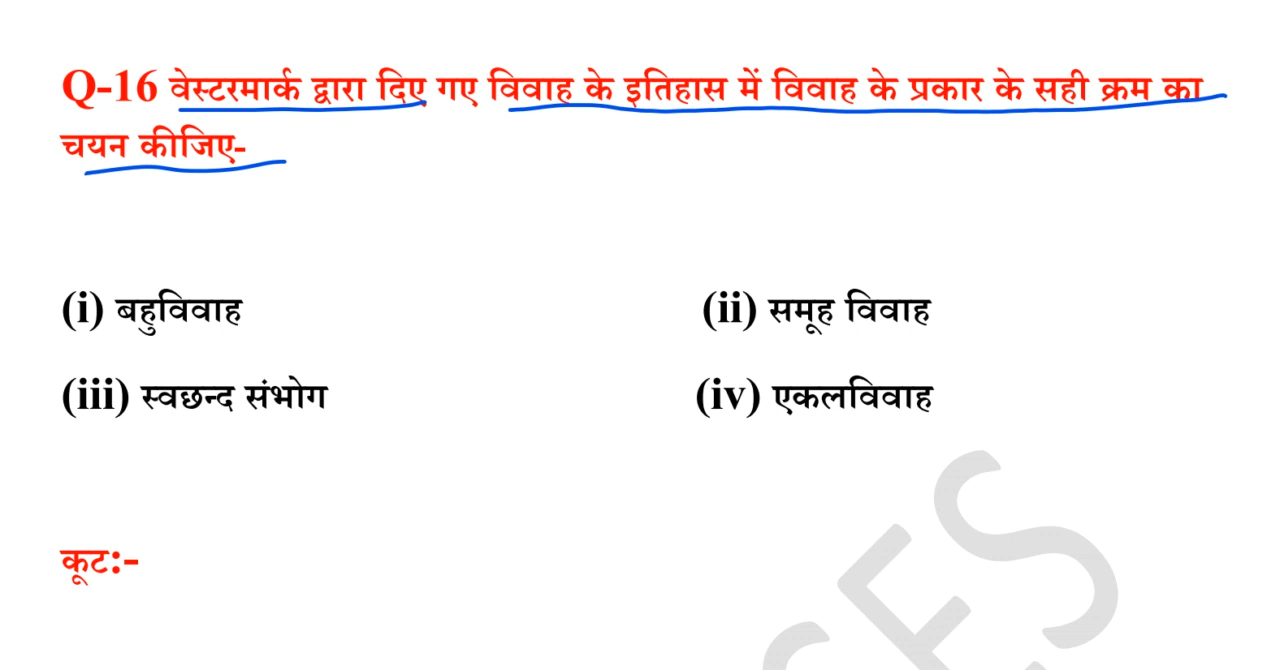 Q-16 वेस्टरमार्क द्वारा दिए गए विवाह के इतिहास में विवाह के प्रकार के सही क्रम का
चयन कीजिए-
(i) बहुविवाह (ii) समूह विवाह
(iii) स्वछन्द संभोग (iv) एकलविवाह
कूट:-